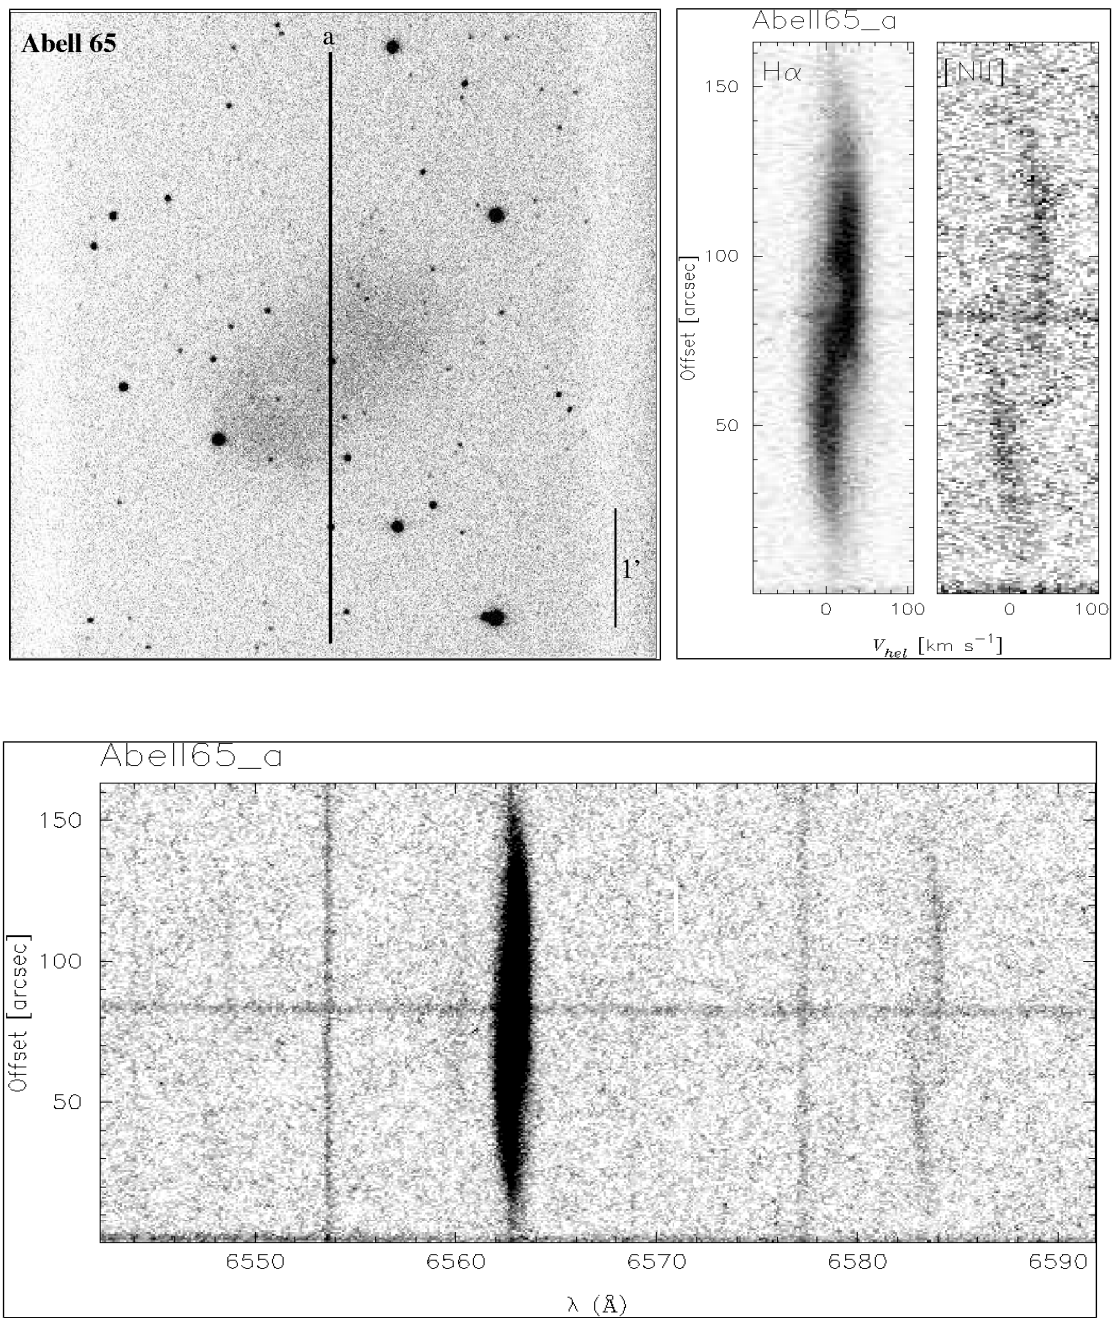 Abell 65
a
1’
Abell65_a
Hα
[NII]
150
100
50
Offset [arcsec]
0 100 0 100
V_hel [km s⁻¹]
Abell65_a
150
100
50
Offset [arcsec]
6550 6560 6570 6580 6590
λ (Å)